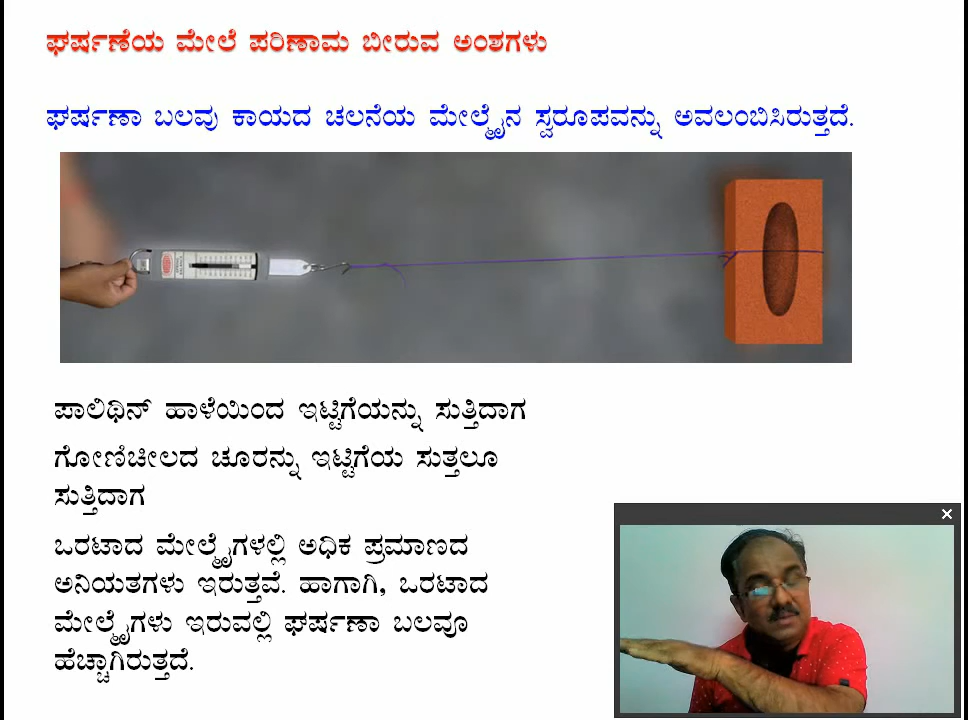 ಘರ್ಷಣೆಯ ಮೇಲೆ ಪರಿಣಾಮ ಬೀರುವ ಅಂಶಗಳು
ಘರ್ಷಣಾ ಬಲವು ಕಾಯದ ಚಲನೆಯ ಮೇಲ್ಮೈನ ಸ್ವರೂಪವನ್ನು ಅವಲಂಬಿಸಿರುತ್ತದೆ.
ಪಾಲಿಥಿನ್ ಹಾಳೆಯಿಂದ ಇಟ್ಟಿಗೆಯನ್ನು ಸುತ್ತಿದಾಗ
ಗೋಣಿಚೀಲದ ಚೂರನ್ನು ಇಟ್ಟಿಗೆಯ ಸುತ್ತಲೂ
ಸುತ್ತಿದಾಗ
ಒರಟಾದ ಮೇಲ್ಮೈಗಳಲ್ಲಿ ಅಧಿಕ ಪ್ರಮಾಣದ
ಅನಿಯತಗಳು ಇರುತ್ತವೆ. ಹಾಗಾಗಿ, ಒರಟಾದ
ಮೇಲ್ಮೈಗಳು ಇರುವಲ್ಲಿ ಘರ್ಷಣಾ ಬಲವೂ
ಹೆಚ್ಚಾಗಿರುತ್ತದೆ.